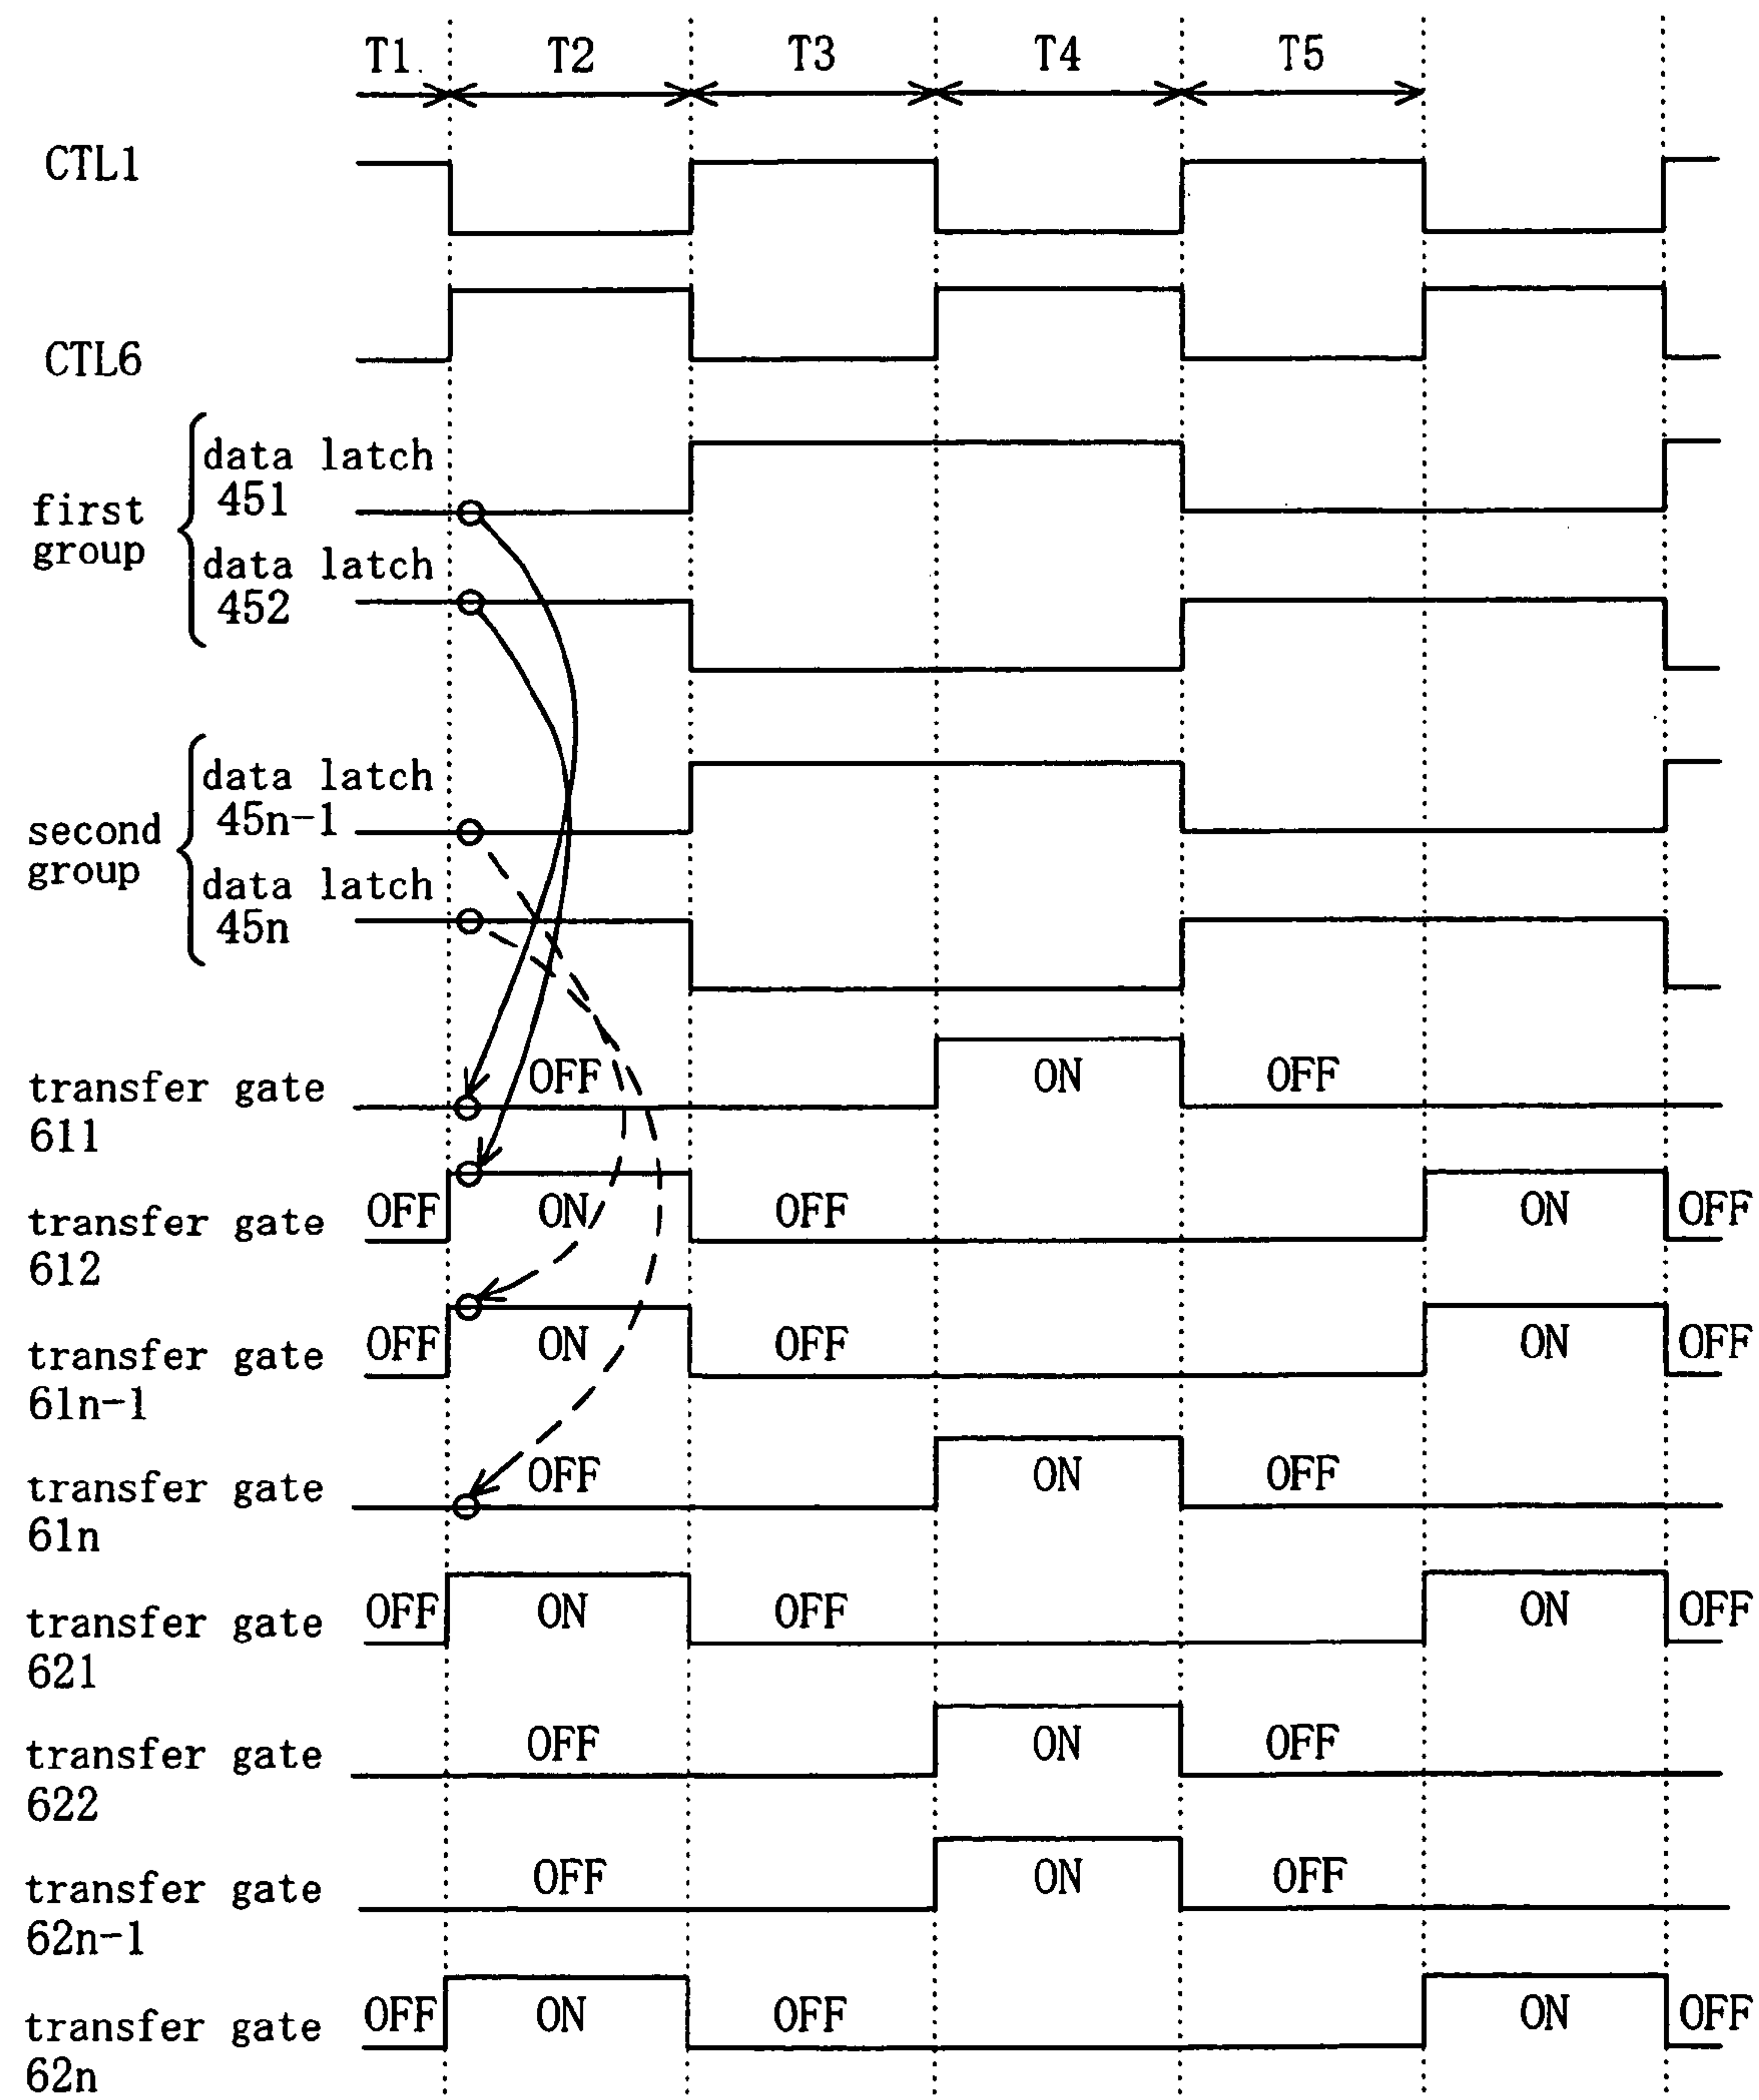 T1 T2 T3 T4 T5
CTL1
CTL6
first
group
data latch
451
data latch
452
second
group
data latch
45n-1
data latch
45n
transfer gate
611
OFF ON OFF
transfer gate
612
OFF ON OFF ON OFF
transfer gate
61n-1
OFF ON OFF ON OFF
transfer gate
61n
OFF ON OFF
transfer gate
621
OFF ON OFF ON OFF
transfer gate
622
OFF ON OFF
transfer gate
62n-1
OFF ON OFF
transfer gate
62n
OFF ON OFF ON OFF